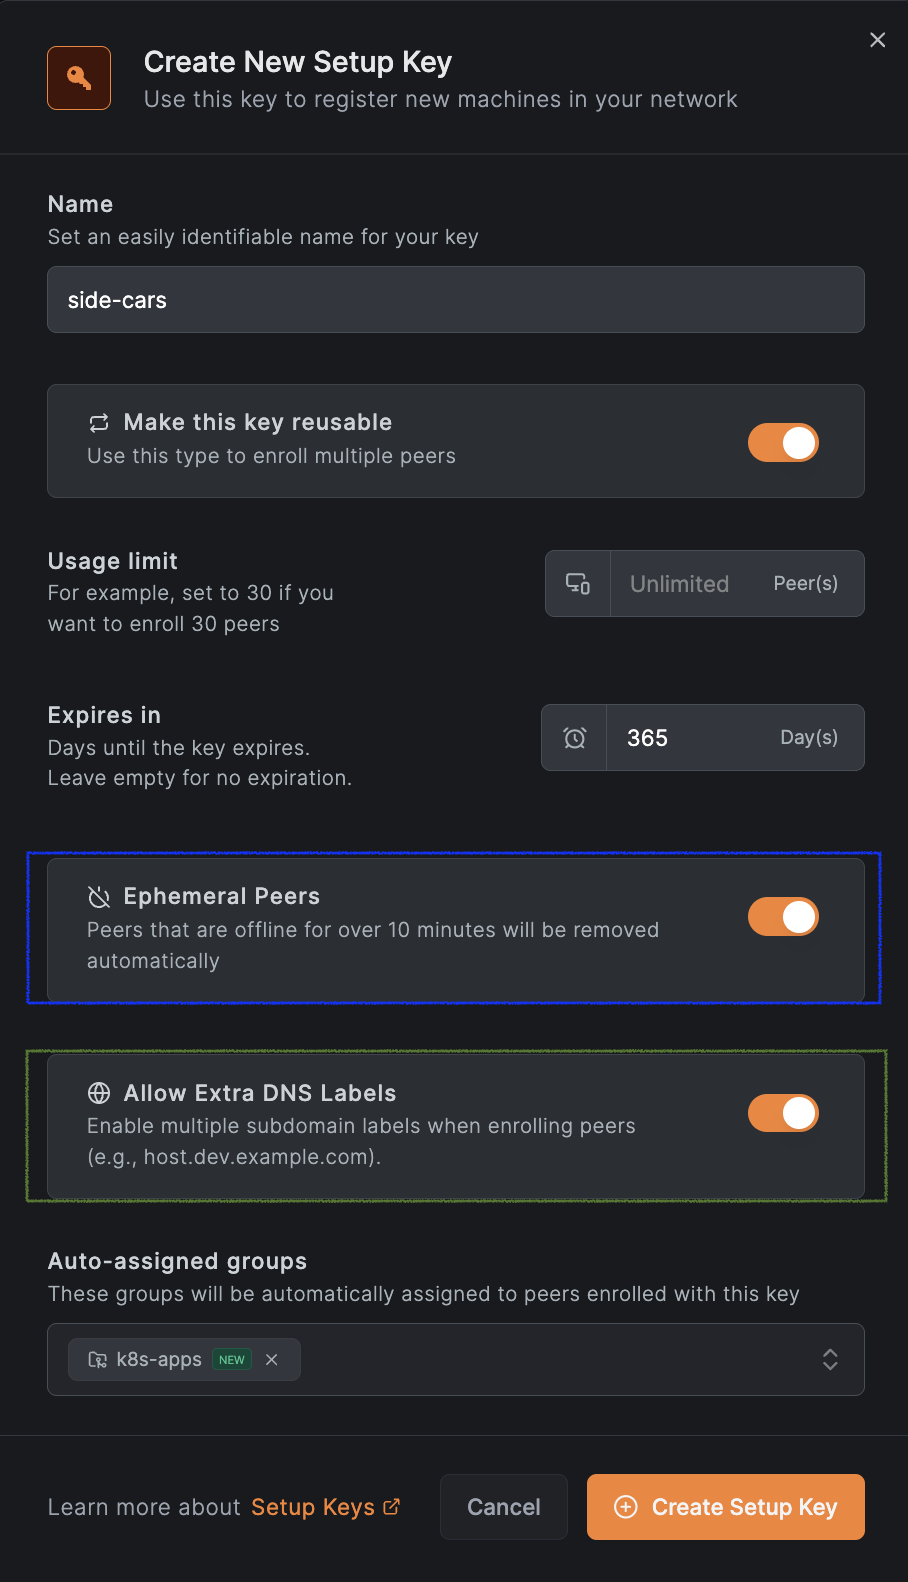 Create New Setup Key
Use this key to register new machines in your network
Name
Set an easily identifiable name for your key
side-cars
Make this key reusable
Use this type to enroll multiple peers
Usage limit
For example, set to 30 if you
want to enroll 30 peers
Unlimited Peer(s)
Expires in
Days until the key expires.
Leave empty for no expiration.
365 Day(s)
Ephemeral Peers
Peers that are offline for over 10 minutes will be removed
automatically
Allow Extra DNS Labels
Enable multiple subdomain labels when enrolling peers
(e.g., host.dev.example.com).
Auto-assigned groups
These groups will be automatically assigned to peers enrolled with this key
k8s-apps NEW
Learn more about Setup Keys
Cancel
Create Setup Key